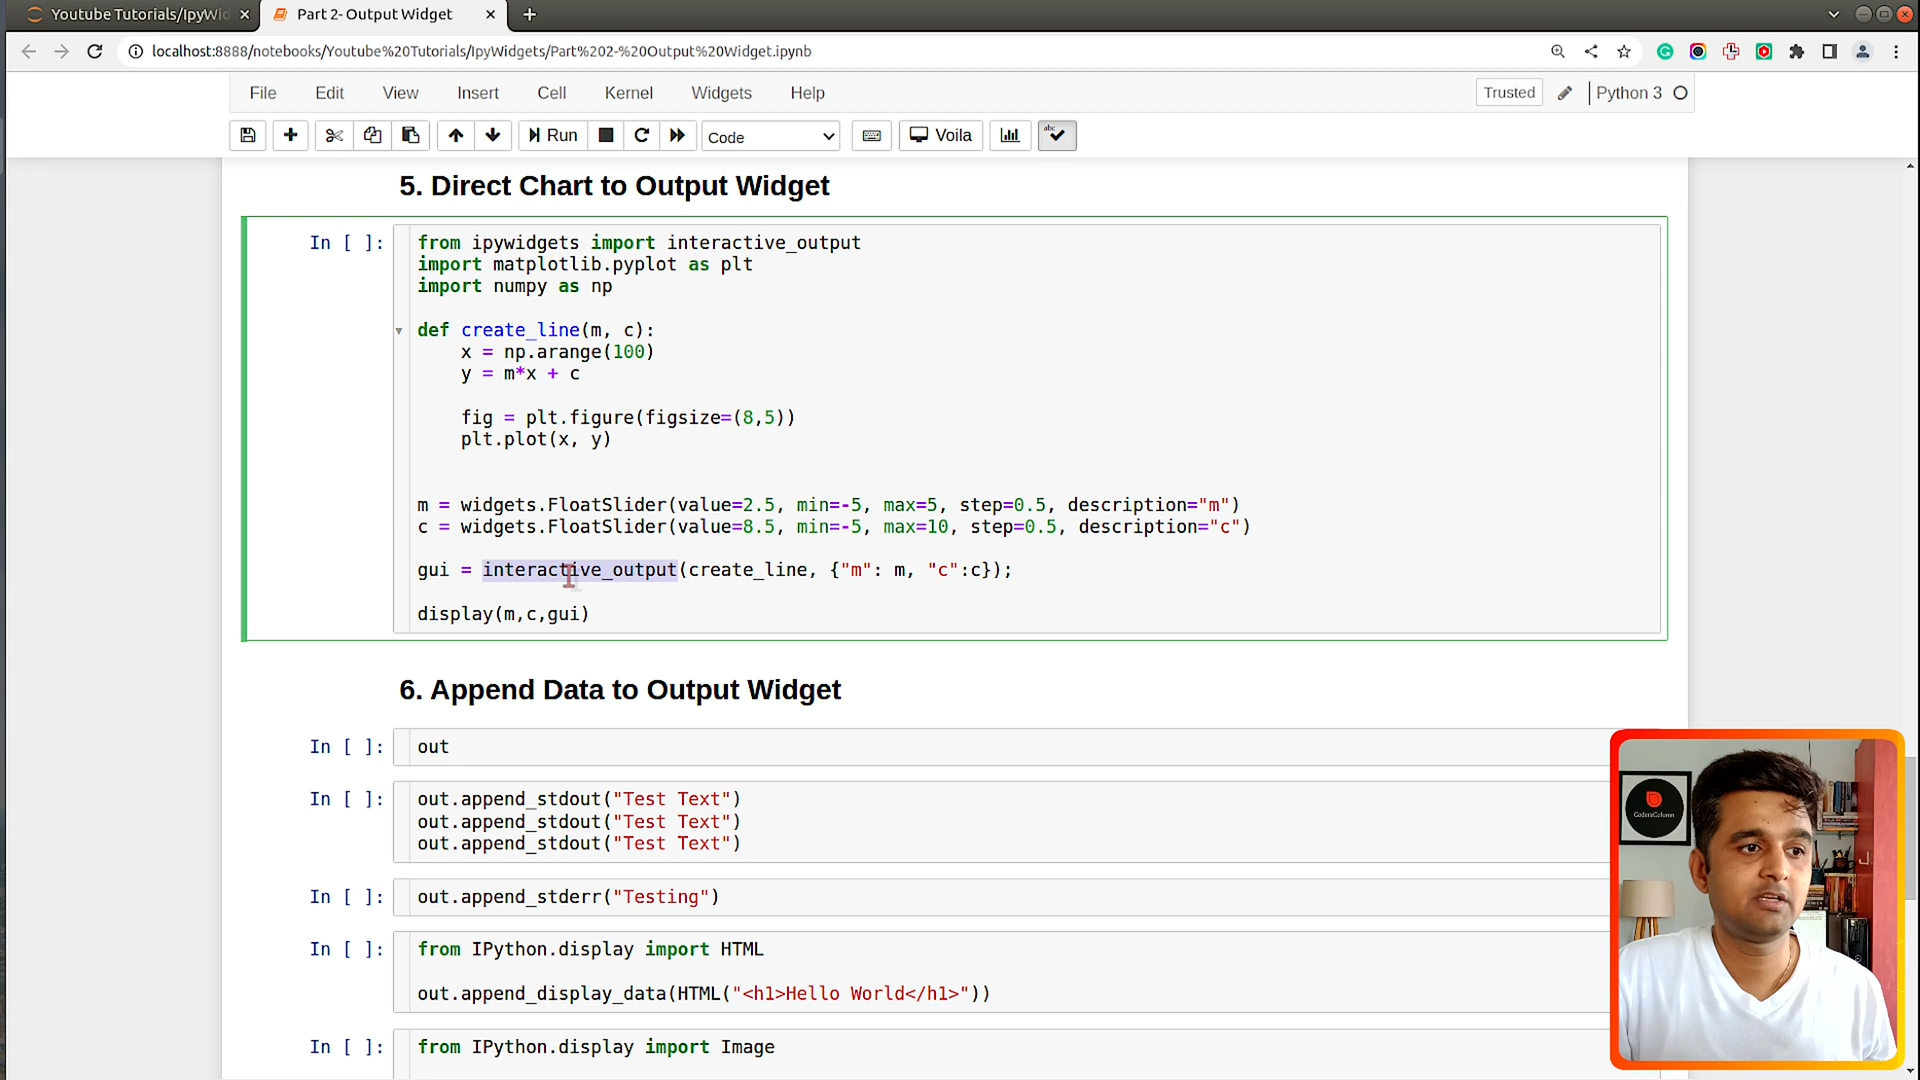 Youtube Tutorials/IpyWid
Part 2- Output Widget
localhost:8888/notebooks/Youtube%20Tutorials/IpyWidgets/Part%202-%20Output%20Widget.ipynb
File Edit View Insert Cell Kernel Widgets Help
Trusted Python 3
Run Code Voila abc
5. Direct Chart to Output Widget
In [ ]:
from ipywidgets import interactive_output
import matplotlib.pyplot as plt
import numpy as np
def create_line(m, c):
x = np.arange(100)
y = m*x + c
fig = plt.figure(figsize=(8,5))
plt.plot(x, y)
m = widgets.FloatSlider(value=2.5, min=-5, max=5, step=0.5, description="m")
c = widgets.FloatSlider(value=8.5, min=-5, max=10, step=0.5, description="c")
gui = interactive_output(create_line, {"m": m, "c":c});
display(m,c,gui)
6. Append Data to Output Widget
In [ ]: out
In [ ]: out.append_stdout("Test Text")
out.append_stdout("Test Text")
out.append_stdout("Test Text")
In [ ]: out.append_stderr("Testing")
In [ ]: from IPython.display import HTML
out.append_display_data(HTML("<h1>Hello World</h1>"))
In [ ]: from IPython.display import Image
CoderzColumn